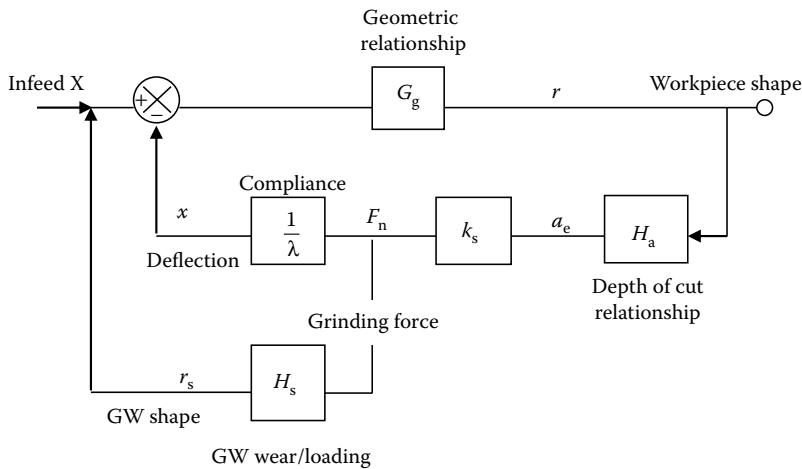 Geometric
relationship
Infeed X
Workpiece shape
+
−
G_g
r
Compliance
x
1/λ
F_n
k_s
a_e
H_a
Deflection
Depth of cut
relationship
Grinding force
r_s
H_s
GW shape
GW wear/loading